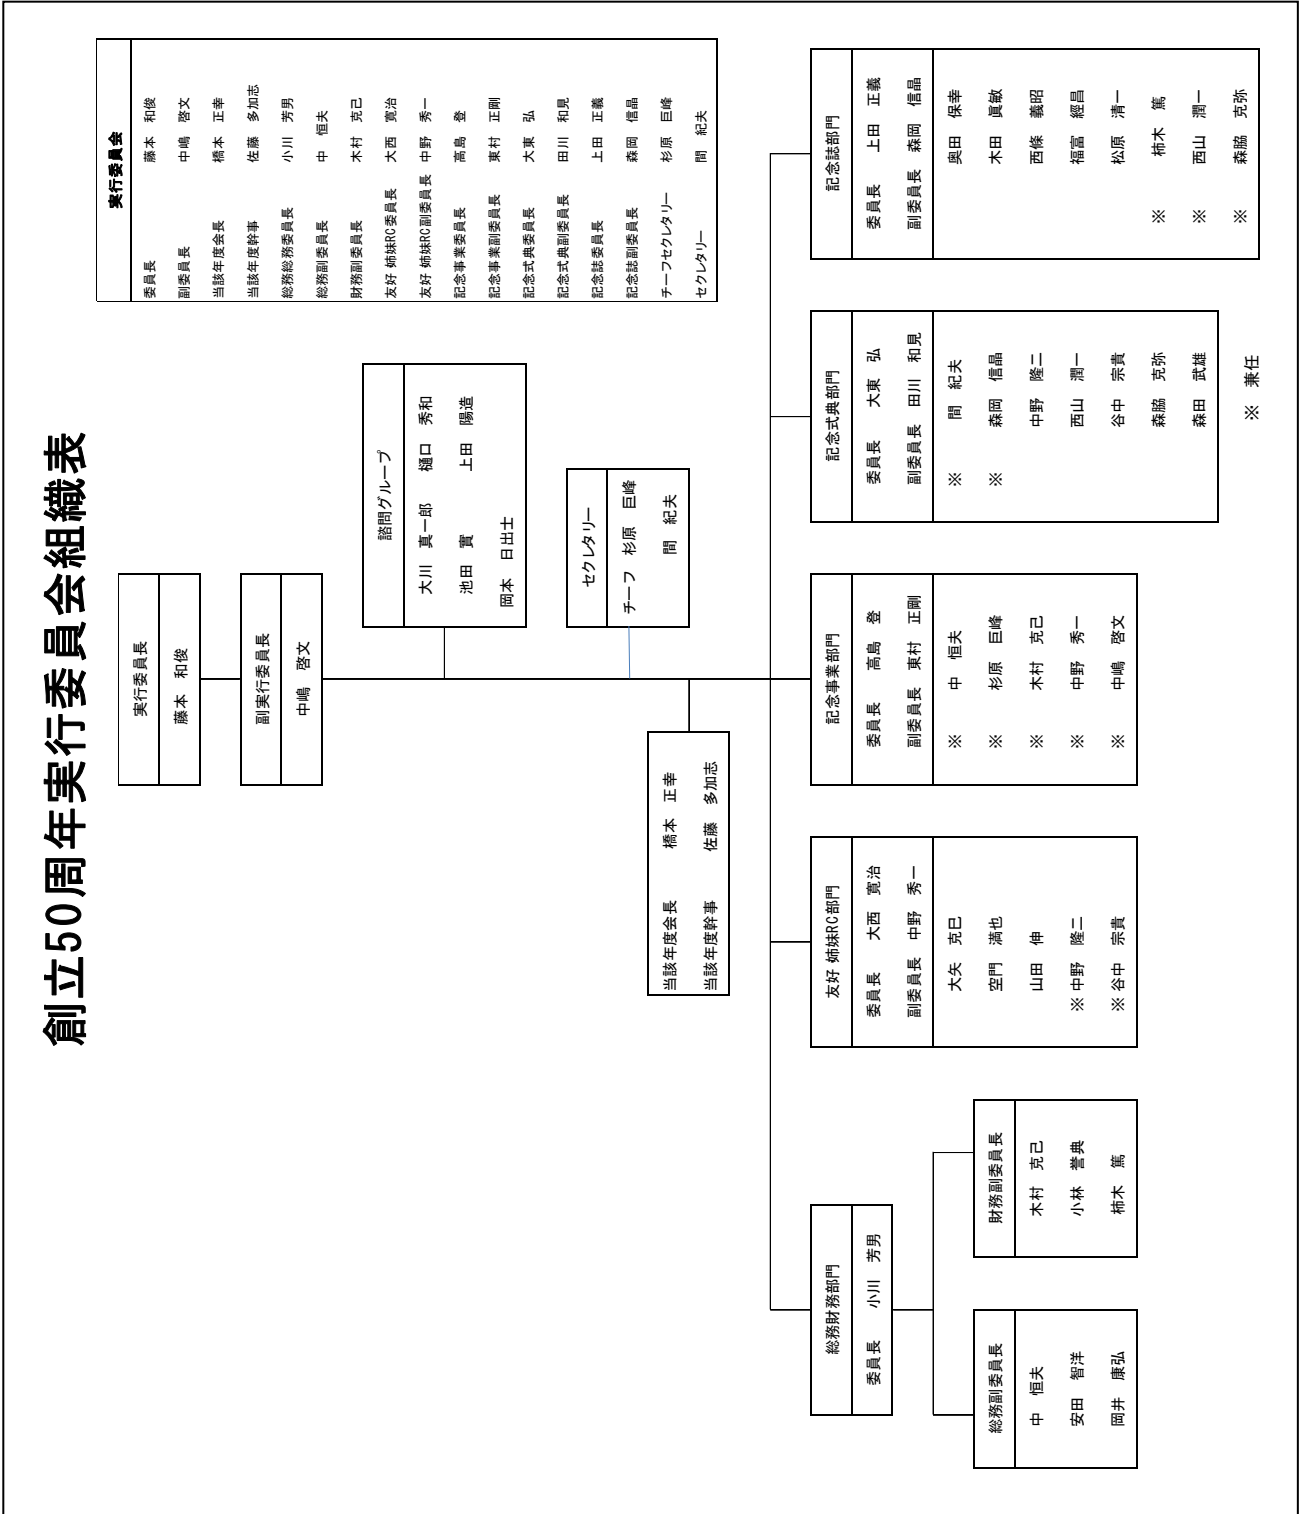 創立50周年実行委員会組織表
実行委員会
委員長 藤本 和俊
副委員長 中嶋 啓文
当該年度会長 橋本 正幸
当該年度幹事 佐藤 多加志
総務総務委員長 小川 芳男
総務副委員長 中 恒夫
財務副委員長 木村 克己
友好 姉妹RC委員長 大西 寛治
友好 姉妹RC副委員長 中野 秀一
記念事業委員長 高島 登
記念事業副委員長 東村 正剛
記念式典委員長 大東 弘
記念式典副委員長 田川 和見
記念誌委員長 上田 正義
記念誌副委員長 森岡 信晶
チーフセクレタリー 杉原 巨峰
セクレタリー 間 紀夫
実行委員長
藤本 和俊
副実行委員長
中嶋 啓文
諮問グループ
大川 真一郎 樋口 秀和
池田 實 上田 陽造
岡本 日出士
セクレタリー
チーフ 杉原 巨峰
間 紀夫
当該年度会長 橋本 正幸
当該年度幹事 佐藤 多加志
総務財務部門
委員長 小川 芳男
総務副委員長
中 恒夫
安田 智洋
岡井 康弘
財務副委員長
木村 克己
小林 誉典
柿木 篤
友好 姉妹RC部門
委員長 大西 寛治
副委員長 中野 秀一
大矢 克巳
空門 満也
山田 伸
※ 中野 隆二
※ 谷中 宗貴
記念事業部門
委員長 高島 登
副委員長 東村 正剛
※ 中 恒夫
※ 杉原 巨峰
※ 木村 克己
※ 中野 秀一
※ 中嶋 啓文
記念式典部門
委員長 大東 弘
副委員長 田川 和見
※ 間 紀夫
※ 森岡 信晶
中野 隆二
西山 潤一
谷中 宗貴
森脇 克弥
森田 武雄
記念誌部門
委員長 上田 正義
副委員長 森岡 信晶
奥田 保幸
木田 眞敏
西條 義昭
福富 經昌
松原 清一
※ 柿木 篤
※ 西山 潤一
※ 森脇 克弥
※ 兼任